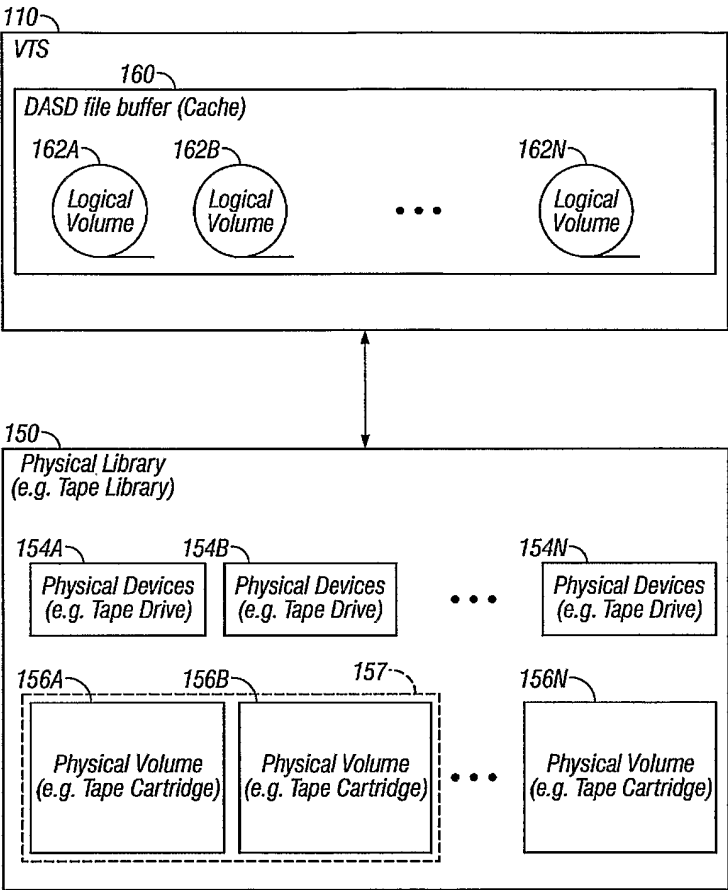 110
VTS
160
DASD file buffer (Cache)
162A
162B
162N
Logical
Volume
Logical
Volume
Logical
Volume
150
Physical Library
(e.g. Tape Library)
154A
154B
154N
Physical Devices
(e.g. Tape Drive)
Physical Devices
(e.g. Tape Drive)
Physical Devices
(e.g. Tape Drive)
156A
156B
157
156N
Physical Volume
(e.g. Tape Cartridge)
Physical Volume
(e.g. Tape Cartridge)
Physical Volume
(e.g. Tape Cartridge)